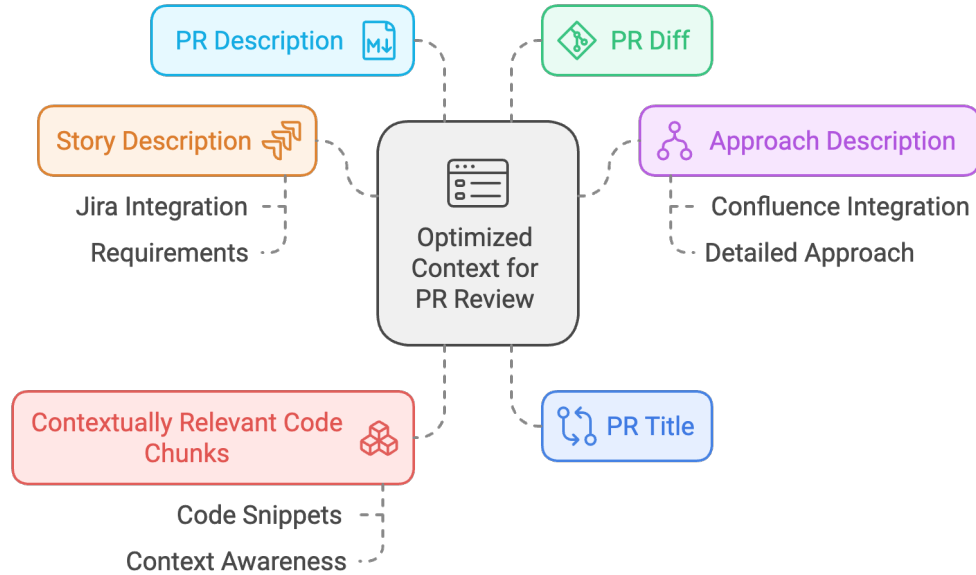 PR Description
M
PR Diff
Story Description
Approach Description
Jira Integration
Requirements
Confluence Integration
Detailed Approach
Optimized
Context for
PR Review
Contextually Relevant Code
Chunks
PR Title
Code Snippets
Context Awareness